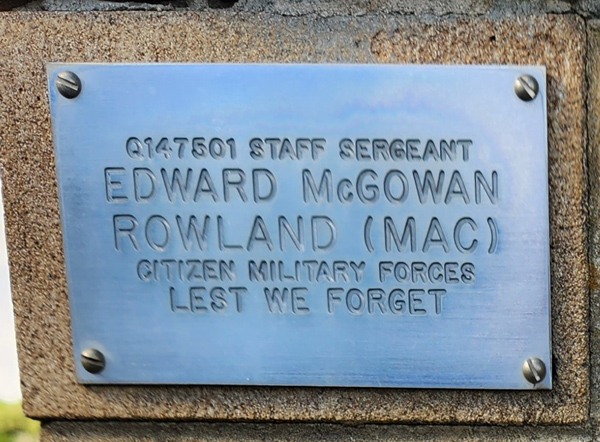 Q147501 STAFF SERGEANT
EDWARD McGOWAN
ROWLAND (MAC)
CITIZEN MILITARY FORCES
LEST WE FORGET